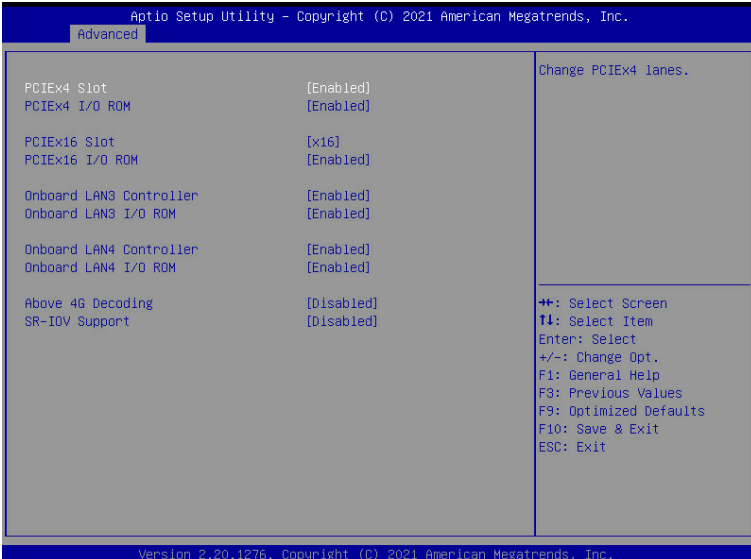 Aptio Setup Utility – Copyright (C) 2021 American Megatrends, Inc.
Advanced
Change PCIEx4 lanes.
PCIEx4 Slot [Enabled]
PCIEx4 I/O ROM [Enabled]
PCIEx16 Slot [x16]
PCIEx16 I/O ROM [Enabled]
Onboard LAN3 Controller [Enabled]
Onboard LAN3 I/O ROM [Enabled]
Onboard LAN4 Controller [Enabled]
Onboard LAN4 I/O ROM [Enabled]
Above 4G Decoding [Disabled]
SR-IOV Support [Disabled]
→←: Select Screen
↑↓: Select Item
Enter: Select
+/-: Change Opt.
F1: General Help
F3: Previous Values
F9: Optimized Defaults
F10: Save & Exit
ESC: Exit
Version 2.20.1276. Copyright (C) 2021 American Megatrends, Inc.